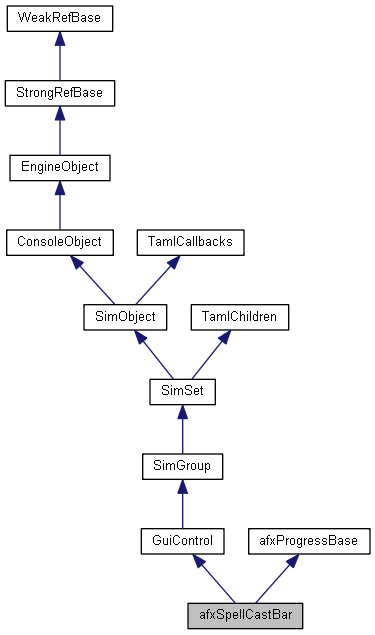 WeakRefBase
StrongRefBase
EngineObject
ConsoleObject
TamlCallbacks
SimObject
TamlChildren
SimSet
SimGroup
GuiControl
afxProgressBase
afxSpellCastBar